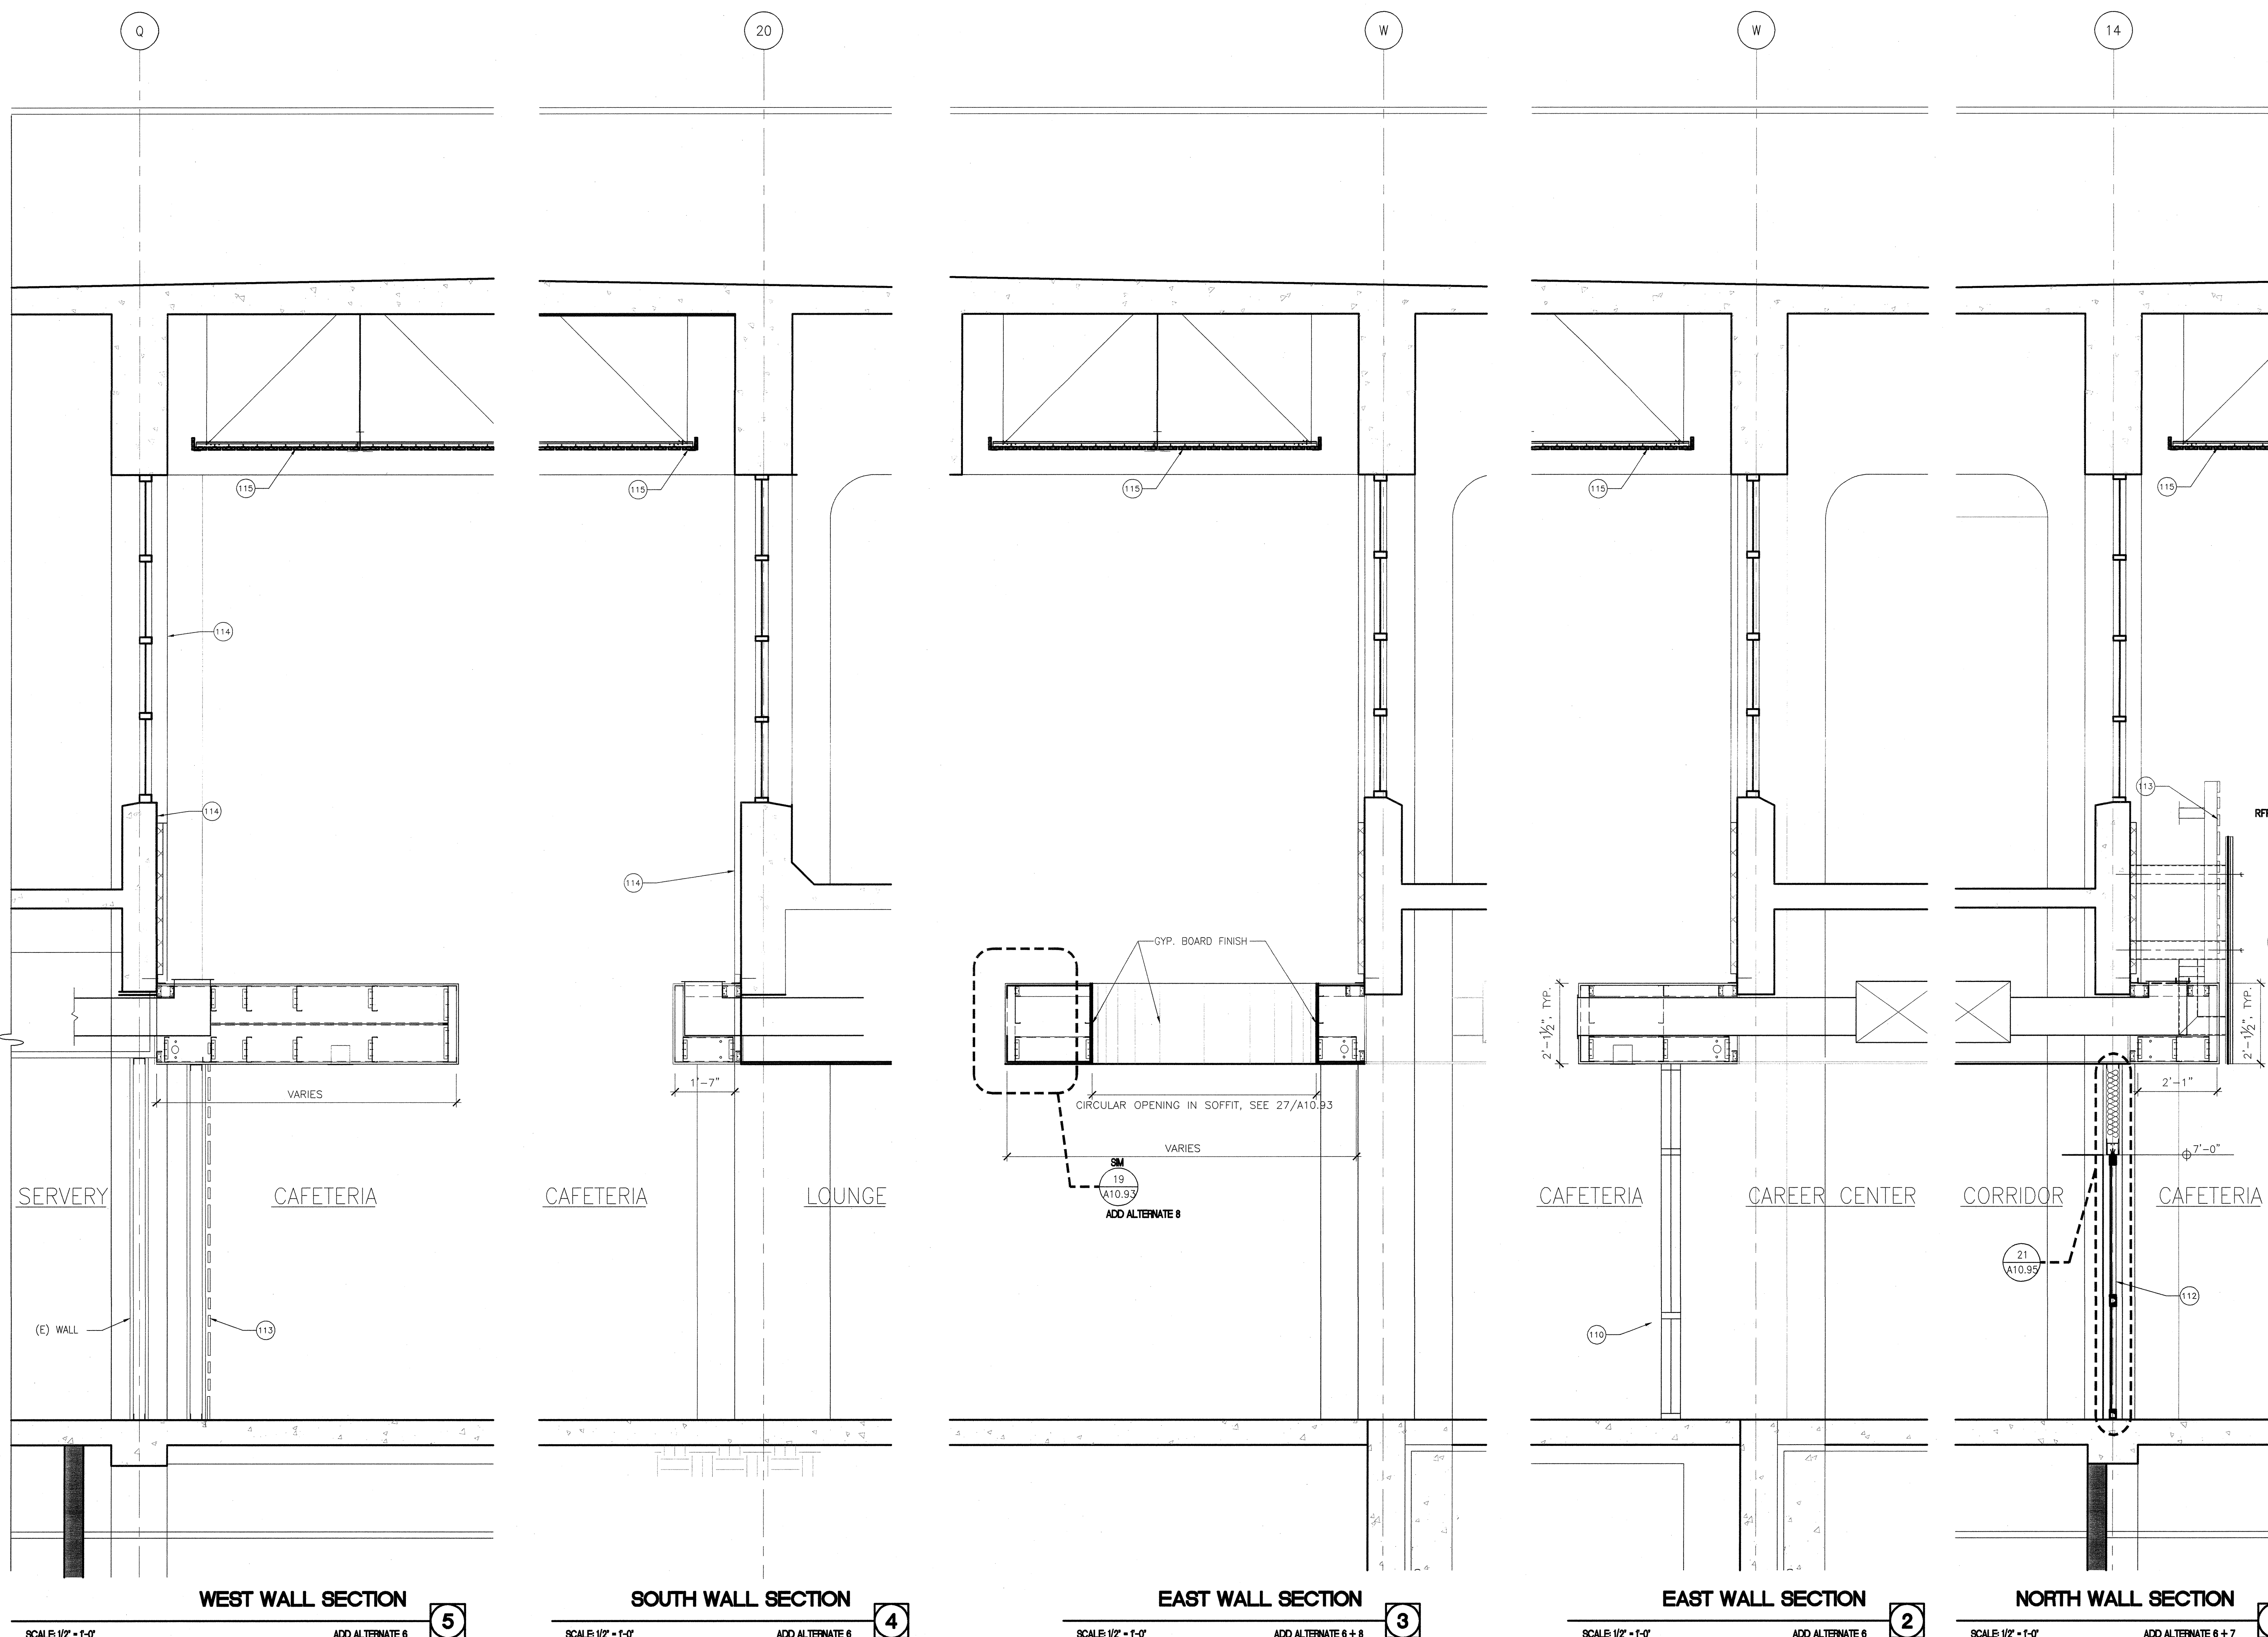 Q
20
W
W
14
115
115
115
115
115
114
114
114
113
RF
GYP. BOARD FINISH
2'-1½", TYP.
2'-1½", TYP.
1'-7"
VARIES
CIRCULAR OPENING IN SOFFIT, SEE 27/A10.93
2'-1"
VARIES
7'-0"
SIM
19
A10.93
ADD ALTERNATE 8
SERVERY
CAFETERIA
CAFETERIA
LOUNGE
CAFETERIA
CAREER CENTER
CORRIDOR
CAFETERIA
21
A10.95
112
(E) WALL
113
110
WEST WALL SECTION
5
SCALE: 1/2" = 1'-0"
ADD ALTERNATE 6
SOUTH WALL SECTION
4
SCALE: 1/2" = 1'-0"
ADD ALTERNATE 6
EAST WALL SECTION
3
SCALE: 1/2" = 1'-0"
ADD ALTERNATE 6 + 8
EAST WALL SECTION
2
SCALE: 1/2" = 1'-0"
ADD ALTERNATE 6
NORTH WALL SECTION
SCALE: 1/2" = 1'-0"
ADD ALTERNATE 6 + 7